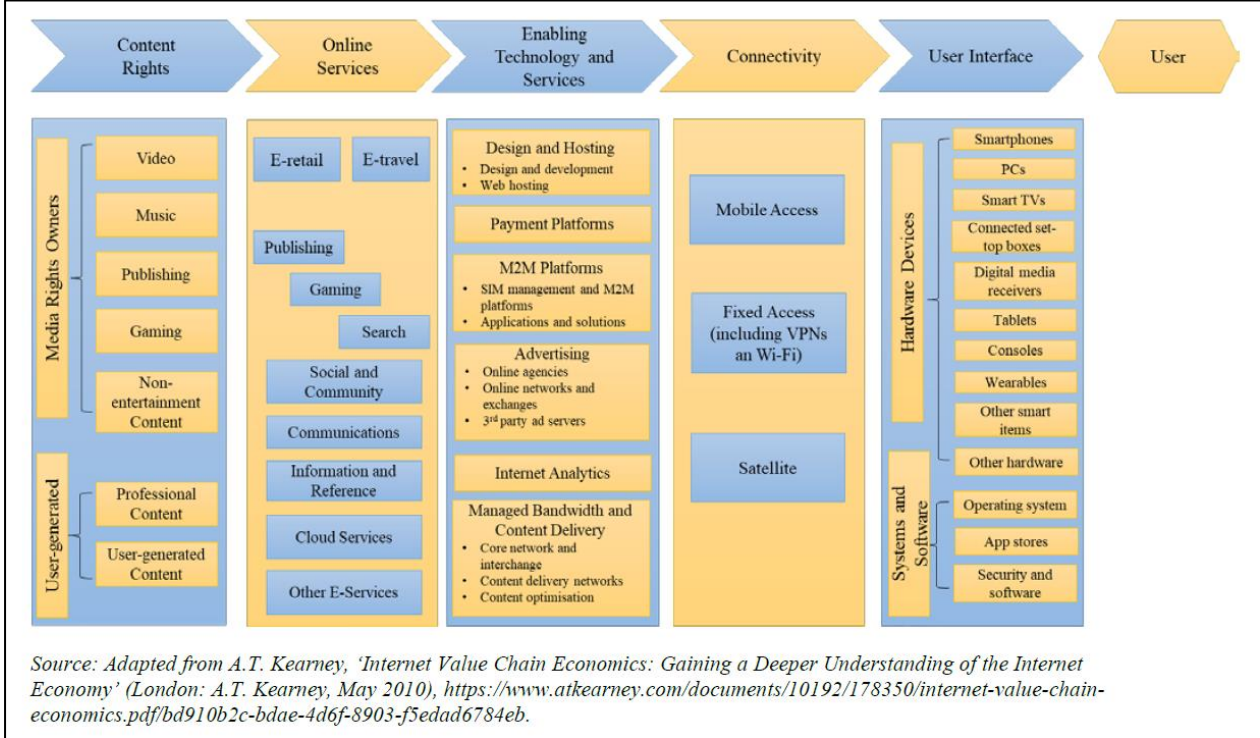 Content
Rights
Online
Services
Enabling
Technology and
Services
Connectivity
User Interface
User
Media Rights Owners
Video
Music
Publishing
Gaming
Non-
entertainment
Content
User-generated
Professional
Content
User-generated
Content
E-retail
E-travel
Publishing
Gaming
Search
Social and
Community
Communications
Information and
Reference
Cloud Services
Other E-Services
Design and Hosting
• Design and development
• Web hosting
Payment Platforms
M2M Platforms
• SIM management and M2M
platforms
• Applications and solutions
Advertising
• Online agencies
• Online networks and
exchanges
• 3rd party ad servers
Internet Analytics
Managed Bandwidth and
Content Delivery
• Core network and
interchange
• Content delivery networks
• Content optimisation
Mobile Access
Fixed Access
(including VPNs
an Wi-Fi)
Satellite
Hardware Devices
Smartphones
PCs
Smart TVs
Connected set-
top boxes
Digital media
receivers
Tablets
Consoles
Wearables
Other smart
items
Other hardware
Systems and
Software
Operating system
App stores
Security and
software
Source: Adapted from A.T. Kearney, ‘Internet Value Chain Economics: Gaining a Deeper Understanding of the Internet
Economy’ (London: A.T. Kearney, May 2010), https://www.atkearney.com/documents/10192/178350/internet-value-chain-
economics.pdf/bd910b2c-bdae-4d6f-8903-f5edad6784eb.